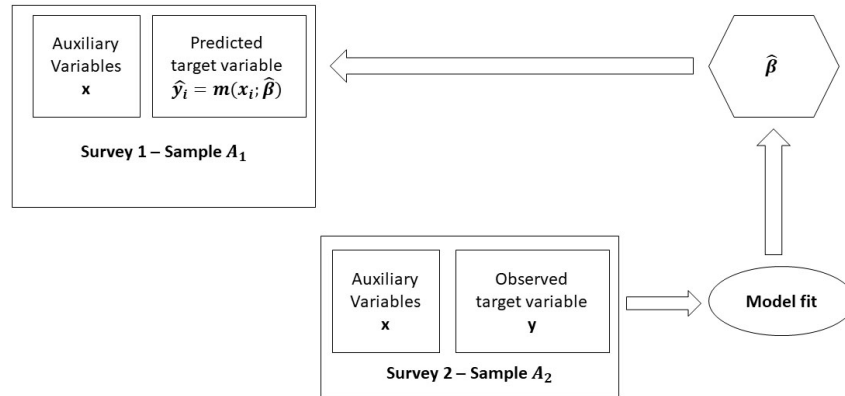 Auxiliary
Variables
x
Predicted
target variable
ŷᵢ = m(xᵢ; β̂)
Survey 1 – Sample A₁
β̂
Auxiliary
Variables
x
Observed
target variable
y
Survey 2 – Sample A₂
Model fit